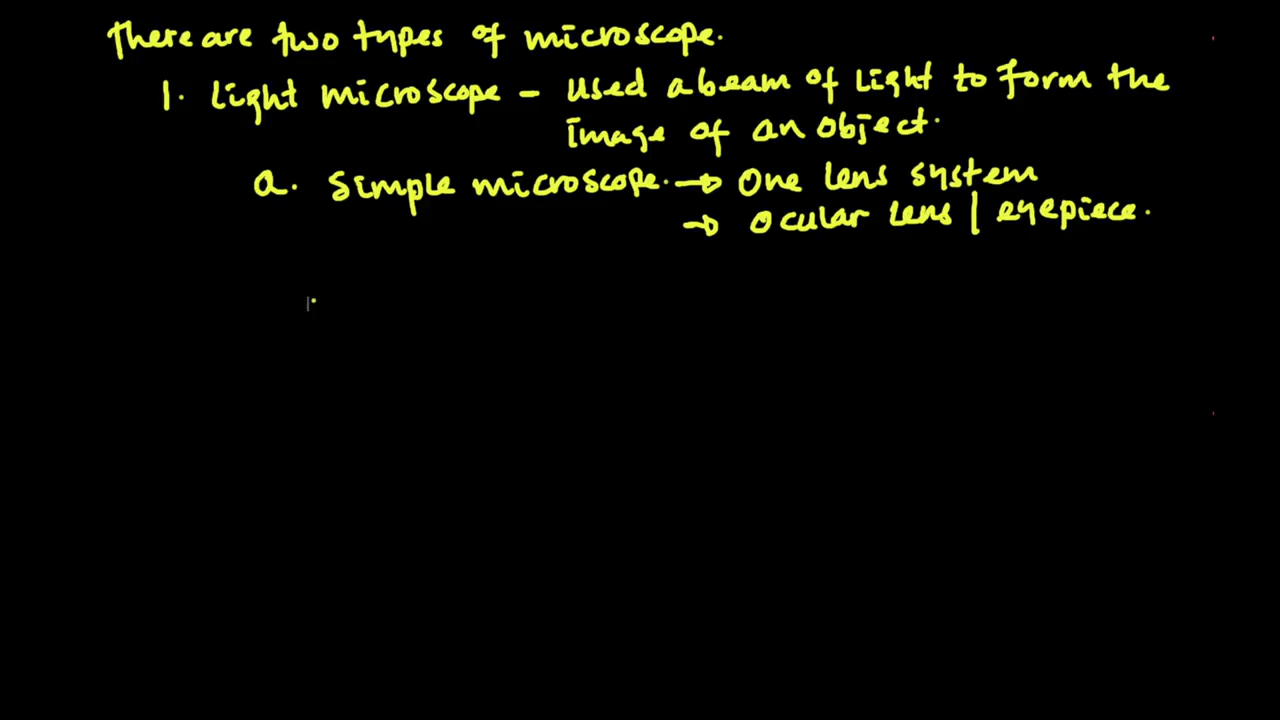 There are two types of microscope.
1. Light microscope - Used a beam of Light to form the
Image of an object.
a. Simple microscope. → One lens system
→ Ocular lens | eyepiece.